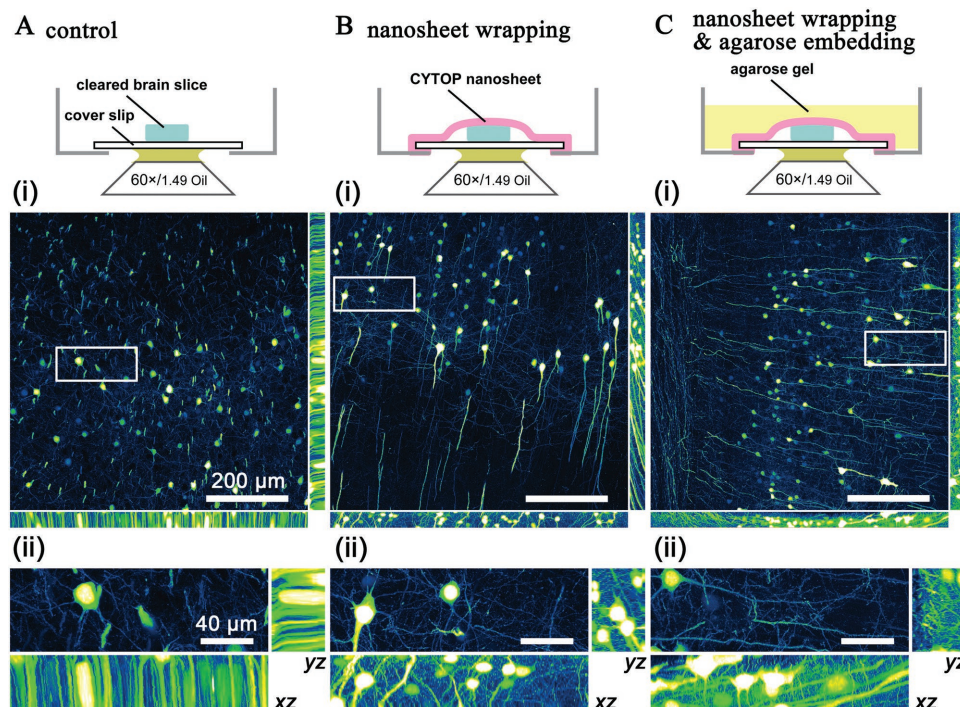 A control
cleared brain slice
cover slip
60×/1.49 Oil
(i)
200 μm
(ii)
40 μm
yz
xz
B nanosheet wrapping
CYTOP nanosheet
60×/1.49 Oil
(i)
(ii)
yz
xz
C nanosheet wrapping
& agarose embedding
agarose gel
60×/1.49 Oil
(i)
(ii)
yz
xz